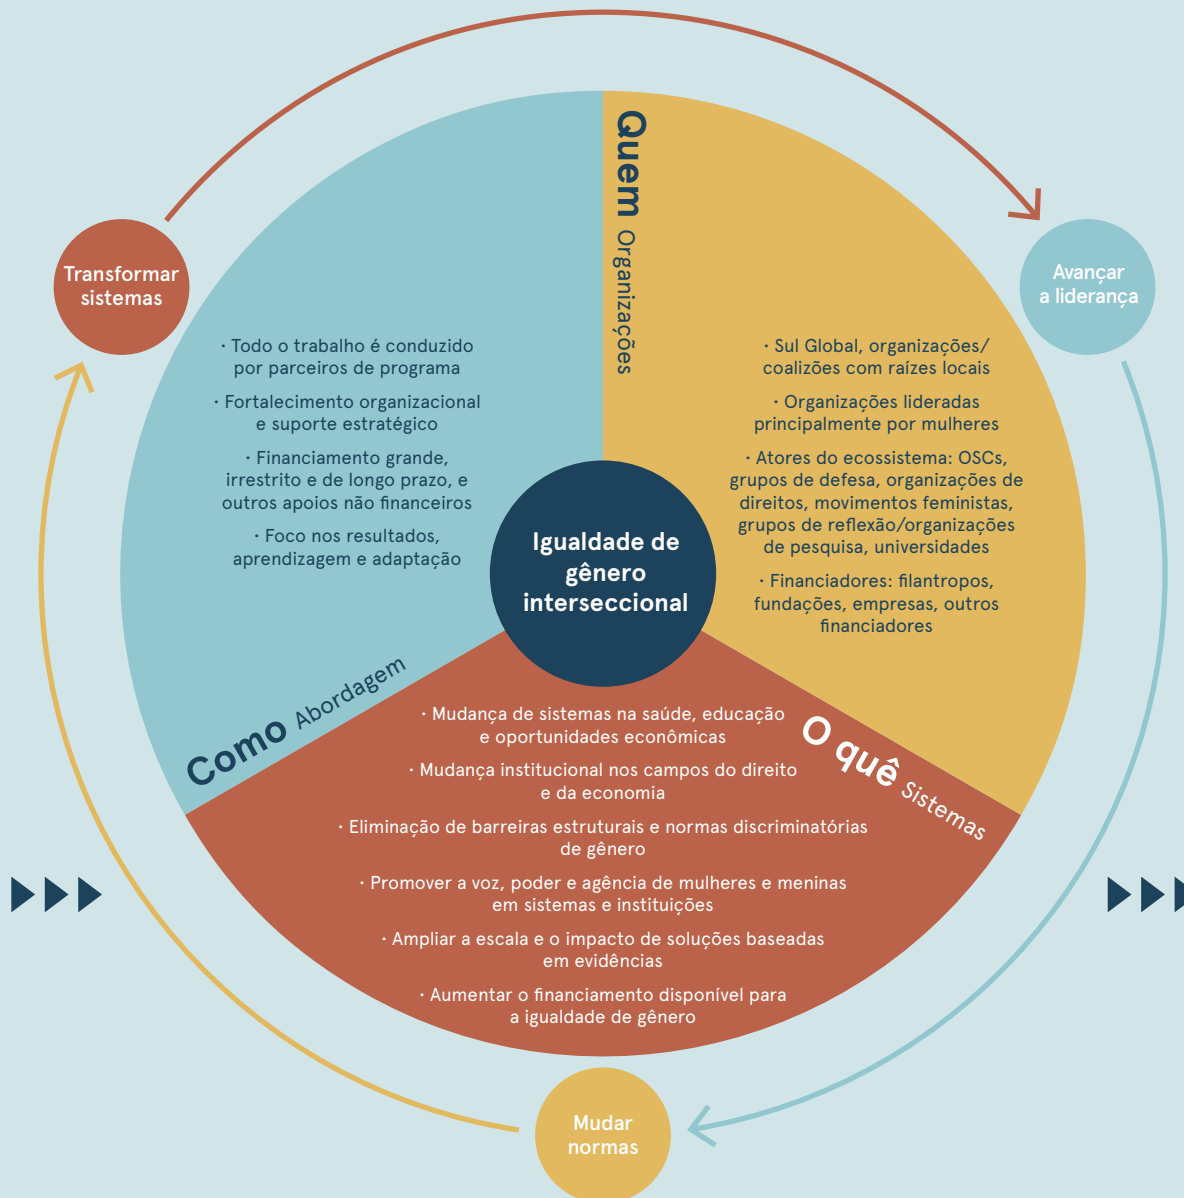 Transformar
sistemas
Avançar
a liderança
Mudar
normas
Igualdade de
gênero
interseccional
Quem Organizações
· Sul Global, organizações/
coalizões com raízes locais
· Organizações lideradas
principalmente por mulheres
· Atores do ecossistema: OSCs,
grupos de defesa, organizações de
direitos, movimentos feministas,
grupos de reflexão/organizações
de pesquisa, universidades
· Financiadores: filantropos,
fundações, empresas, outros
financiadores
O quê Sistemas
· Mudança de sistemas na saúde, educação
e oportunidades econômicas
· Mudança institucional nos campos do direito
e da economia
· Eliminação de barreiras estruturais e normas discriminatórias
de gênero
· Promover a voz, poder e agência de mulheres e meninas
em sistemas e instituições
· Ampliar a escala e o impacto de soluções baseadas
em evidências
· Aumentar o financiamento disponível para
a igualdade de gênero
Como Abordagem
· Todo o trabalho é conduzido
por parceiros de programa
· Fortalecimento organizacional
e suporte estratégico
· Financiamento grande,
irrestrito e de longo prazo, e
outros apoios não financeiros
· Foco nos resultados,
aprendizagem e adaptação